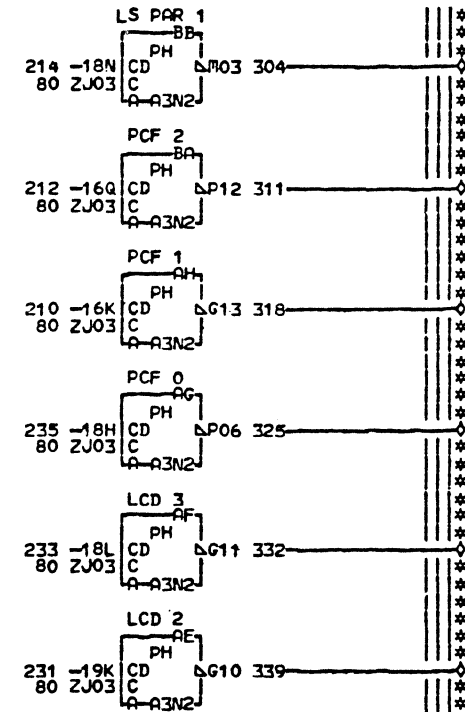 LS PAR 1
BB
PH
214 -18N CD M03 304
80 ZJ03 C
A-A3N2
PCF 2
BA
PH
212 -16Q CD P12 311
80 ZJ03 C
A-A3N2
PCF 1
AH
PH
210 -16K CD G13 318
80 ZJ03 C
A-A3N2
PCF 0
AG
PH
235 -18H CD P06 325
80 ZJ03 C
A-A3N2
LCD 3
AF
PH
233 -18L CD G11 332
80 ZJ03 C
A-A3N2
LCD 2
AE
PH
231 -19K CD G10 339
80 ZJ03 C
A-A3N2